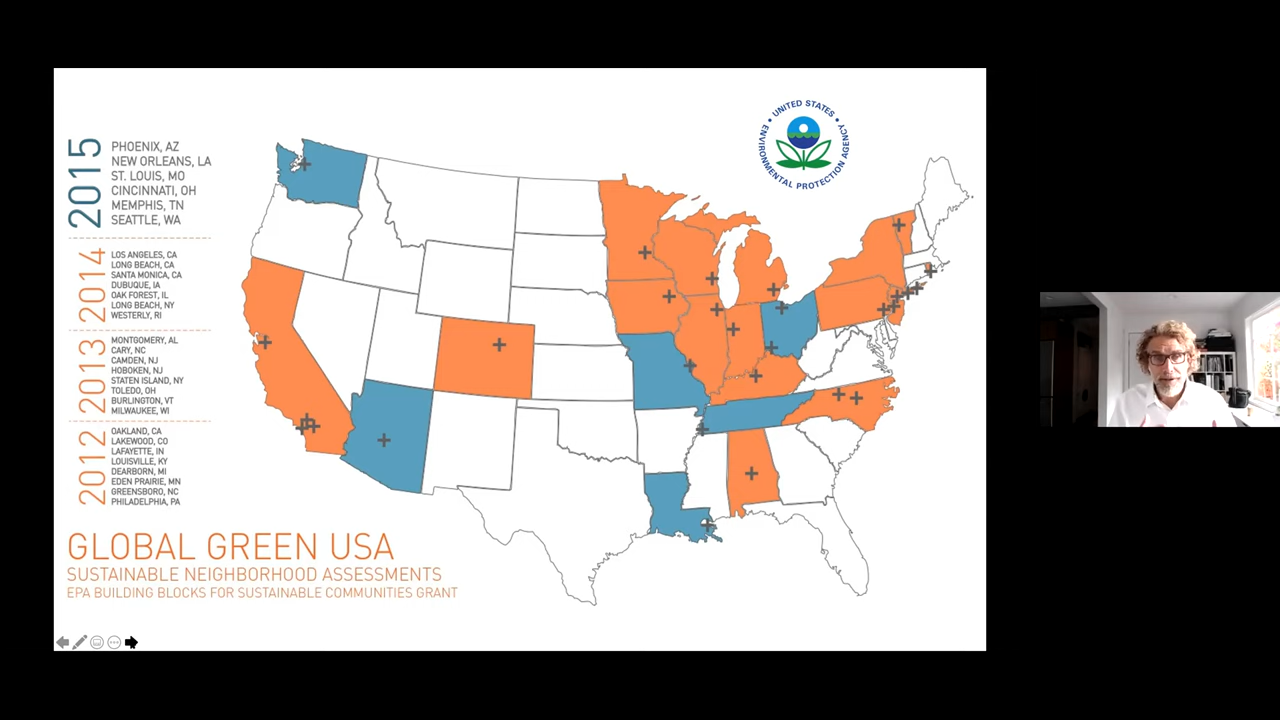 2015
PHOENIX, AZ
NEW ORLEANS, LA
ST. LOUIS, MO
CINCINNATI, OH
MEMPHIS, TN
SEATTLE, WA
2014
LOS ANGELES, CA
LONG BEACH, CA
SANTA MONICA, CA
DUBUQUE, IA
OAK FOREST, IL
LONG BEACH, NY
WESTERLY, RI
2013
MONTGOMERY, AL
CARY, NC
CAMDEN, NJ
HOBOKEN, NJ
STATEN ISLAND, NY
TOLEDO, OH
BURLINGTON, VT
MILWAUKEE, WI
2012
OAKLAND, CA
LAKEWOOD, CO
LAFAYETTE, IN
LOUISVILLE, KY
DEARBORN, MI
EDEN PRAIRIE, MN
GREENSBORO, NC
PHILADELPHIA, PA
GLOBAL GREEN USA
SUSTAINABLE NEIGHBORHOOD ASSESSMENTS
EPA BUILDING BLOCKS FOR SUSTAINABLE COMMUNITIES GRANT
UNITED STATES
ENVIRONMENTAL PROTECTION AGENCY